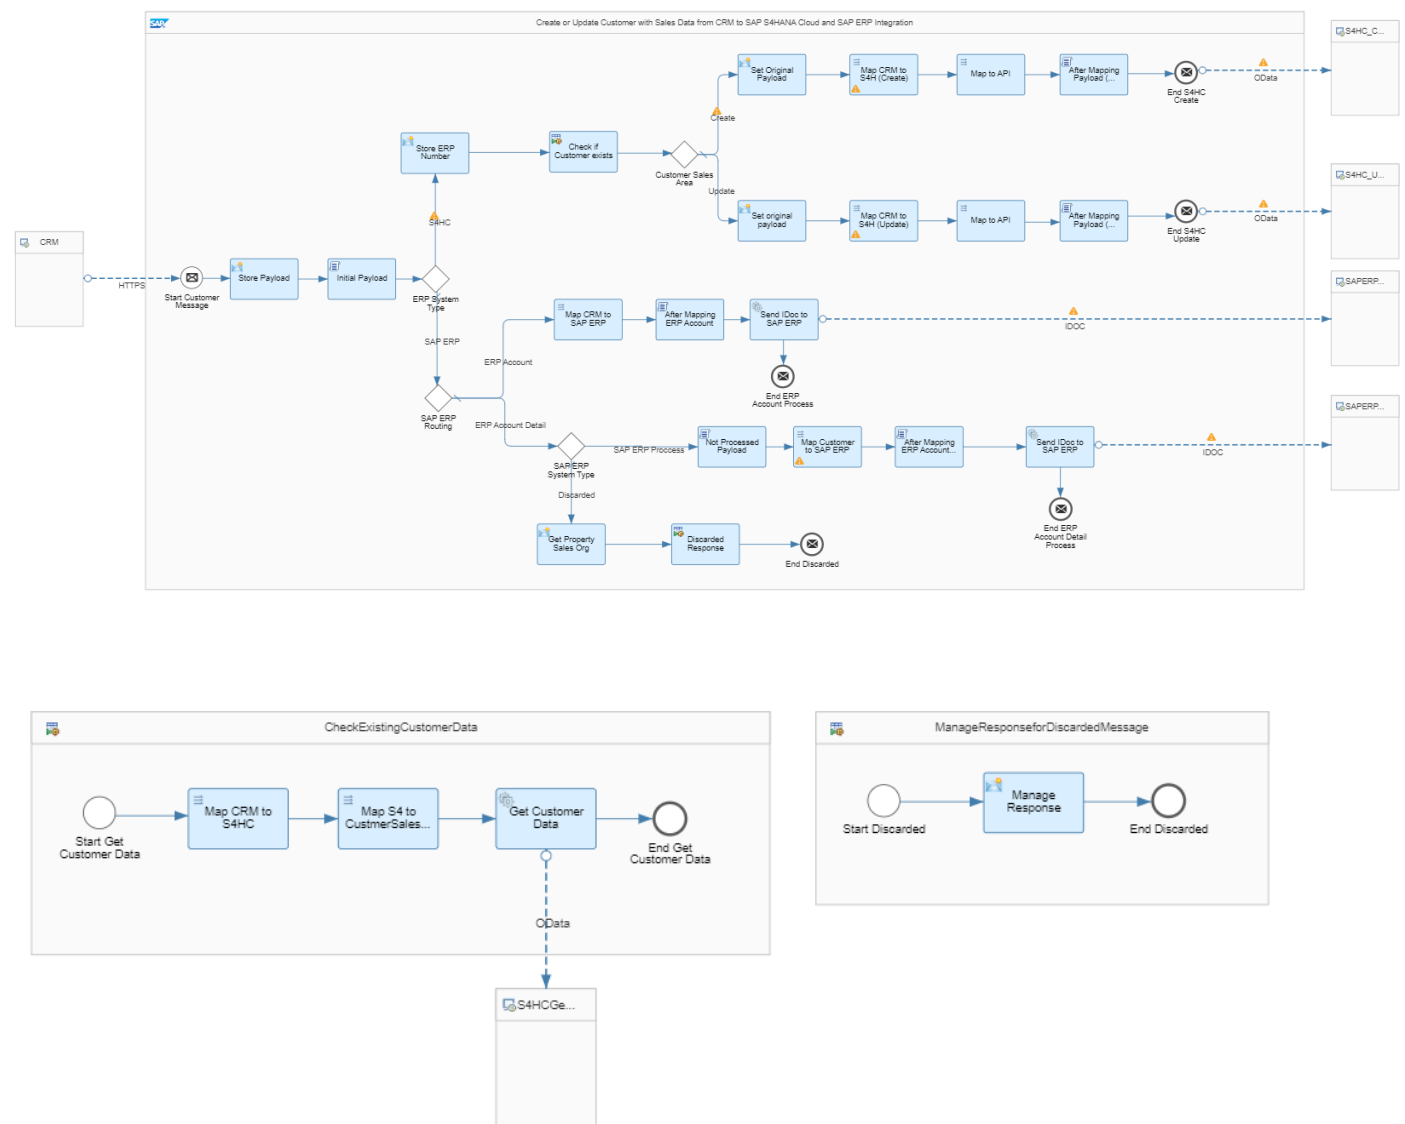 SAP
Create or Update Customer with Sales Data from CRM to SAP S4HANA Cloud and SAP ERP Integration
S4HC_C...
Set Original
Payload
Map CRM to
S4H (Create)
Map to API
After Mapping
Payload (...
End S4HC
Create
OData
Create
Store ERP
Number
Check if
Customer exists
Customer Sales
Area
Update
S4HC_U...
Set original
payload
Map CRM to
S4H (Update)
Map to API
After Mapping
Payload (...
End S4HC
Update
OData
S4HC
CRM
HTTPS
Start Customer
Message
Store Payload
Initial Payload
ERP System
Type
SAPERP...
Map CRM to
SAP ERP
After Mapping
ERP Account
Send IDoc to
SAP ERP
IDOC
SAP ERP
ERP Account
End ERP
Account Process
SAP ERP
Routing
ERP Account Detail
SAPERP...
SAP ERP
System Type
SAP ERP Proccess
Not Processed
Payload
Map Customer
to SAP ERP
After Mapping
ERP Account...
Send IDoc to
SAP ERP
IDOC
Discarded
End ERP
Account Detail
Process
Get Property
Sales Org
Discarded
Response
End Discarded
CheckExistingCustomerData
Start Get
Customer Data
Map CRM to
S4HC
Map S4 to
CustmerSales...
Get Customer
Data
End Get
Customer Data
OData
S4HCGe...
ManageResponseforDiscardedMessage
Start Discarded
Manage
Response
End Discarded